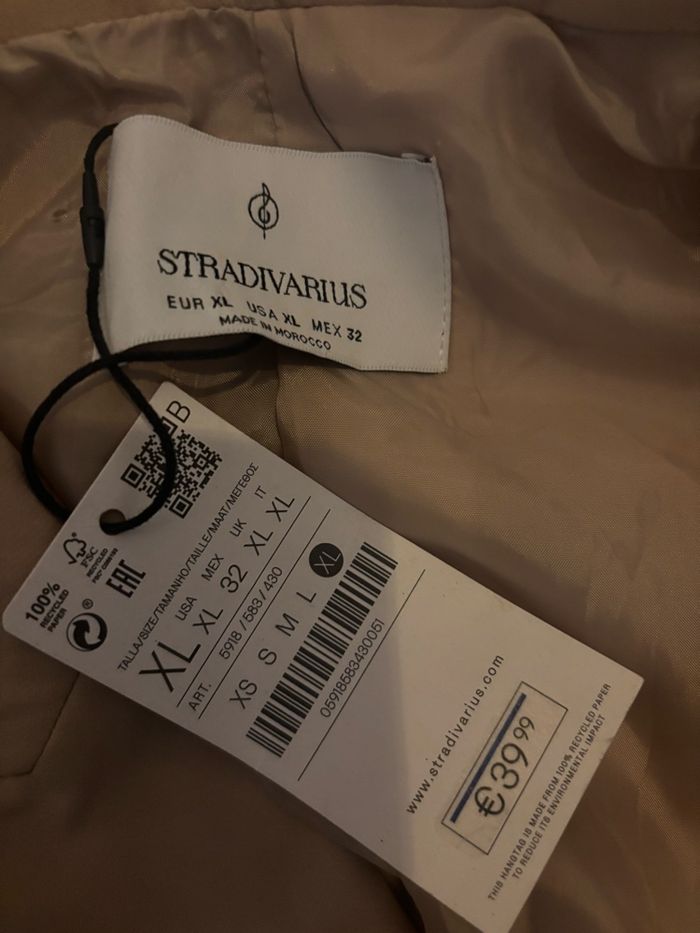 STRADIVARIUS
EUR XL USA XL MEX 32
MADE IN MOROCCO
B
FSC
RECYCLED
100%
RECYCLED
PAPER
EAC
TALLA/SIZE/TAMANHO/TAILLE/MAAT/ΜΕΓΕΘΟΣ
USA MEX UK IT
XL XL 32 XL XL
ART. 5918/583/430
XS S M L XL
05918583430051
www.stradivarius.com
€39 99
THIS HANGTAG IS MADE FROM 100% RECYCLED PAPER
TO REDUCE ITS ENVIRONMENTAL IMPACT